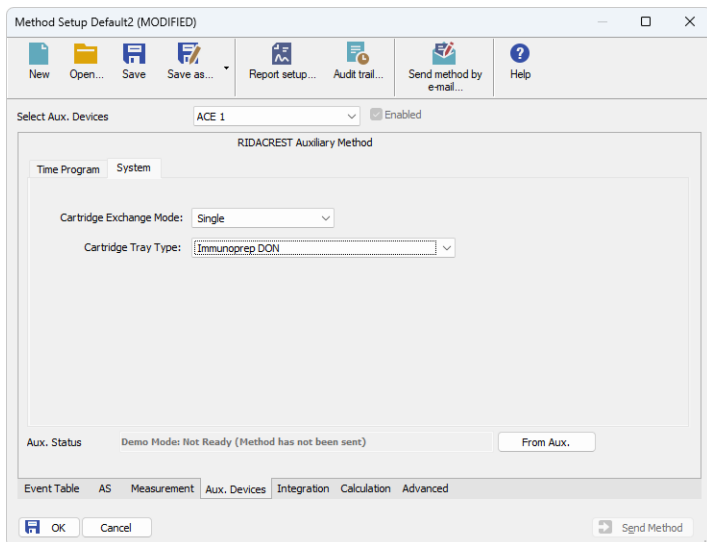 Method Setup Default2 (MODIFIED)
New Open... Save Save as... Report setup... Audit trail... Send method by e-mail... Help
Select Aux. Devices ACE 1 Enabled
RIDACREST Auxiliary Method
Time Program System
Cartridge Exchange Mode: Single
Cartridge Tray Type: Immunoprep DON
Aux. Status Demo Mode: Not Ready (Method has not been sent) From Aux.
Event Table AS Measurement Aux. Devices Integration Calculation Advanced
OK Cancel Send Method